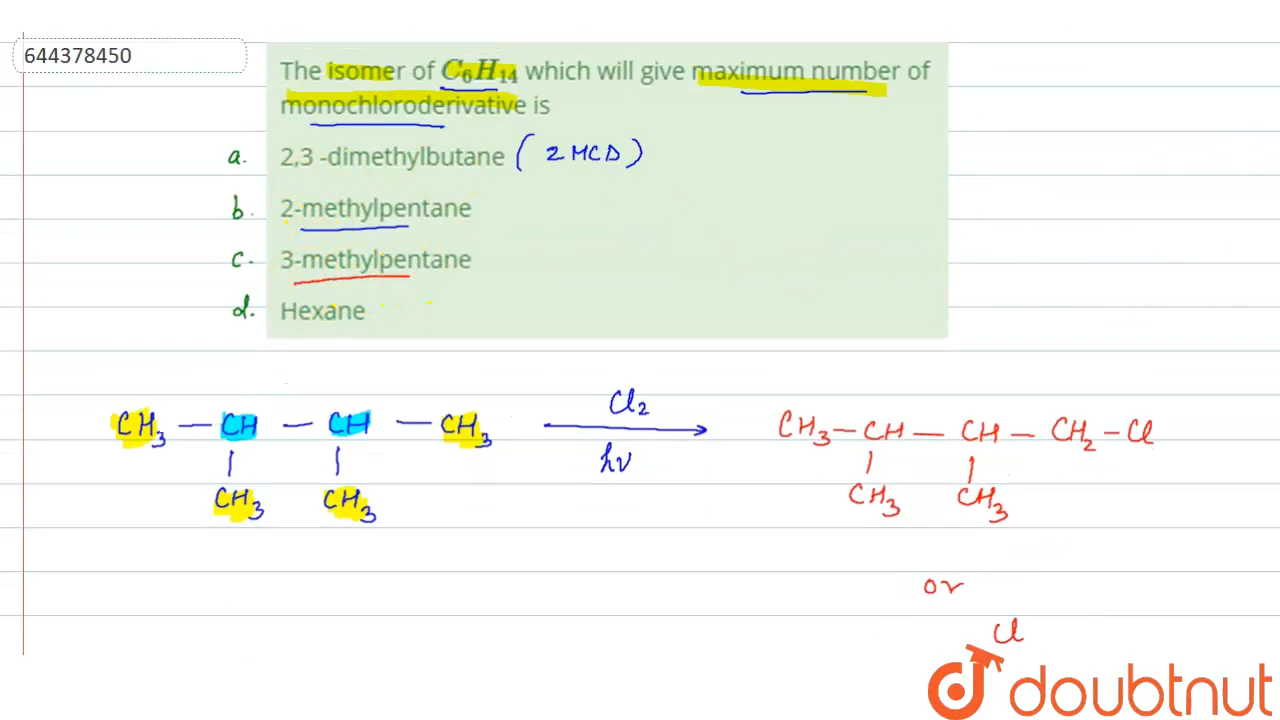 644378450
The isomer of C₆H₁₄ which will give maximum number of
monochloroderivative is
a. 2,3 -dimethylbutane ( 2 MCD )
b. 2-methylpentane
c. 3-methylpentane
d. Hexane
CH₃ — CH — CH — CH₃ Cl₂ hν CH₃ — CH — CH — CH₂ — Cl
CH₃ CH₃ CH₃ CH₃
or
Cl
doubtnut